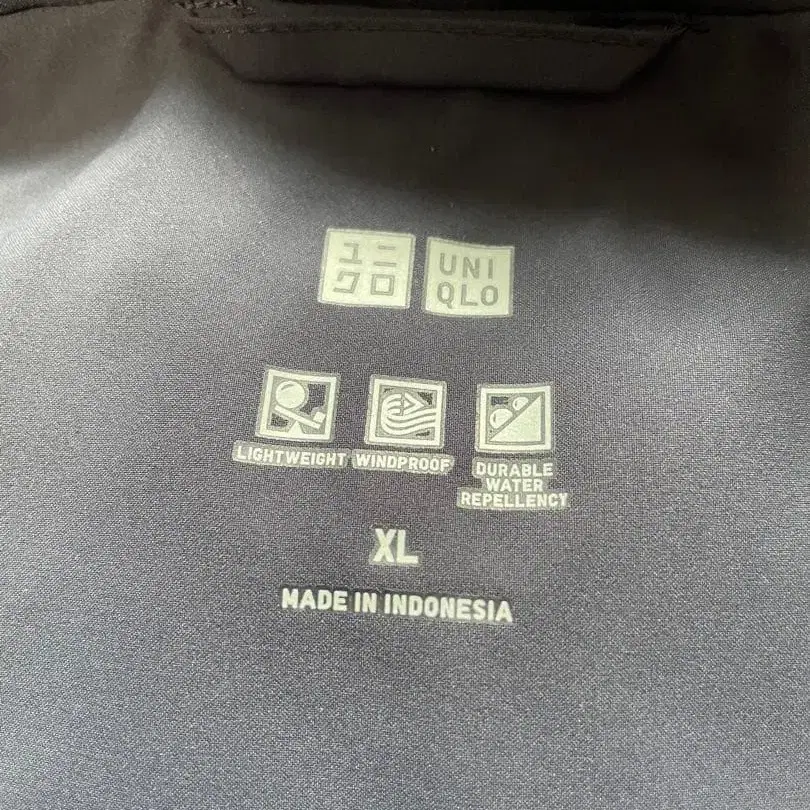 ユニ
クロ
UNI
QLO
LIGHTWEIGHT
WINDPROOF
DURABLE
WATER
REPELLENCY
XL
MADE IN INDONESIA